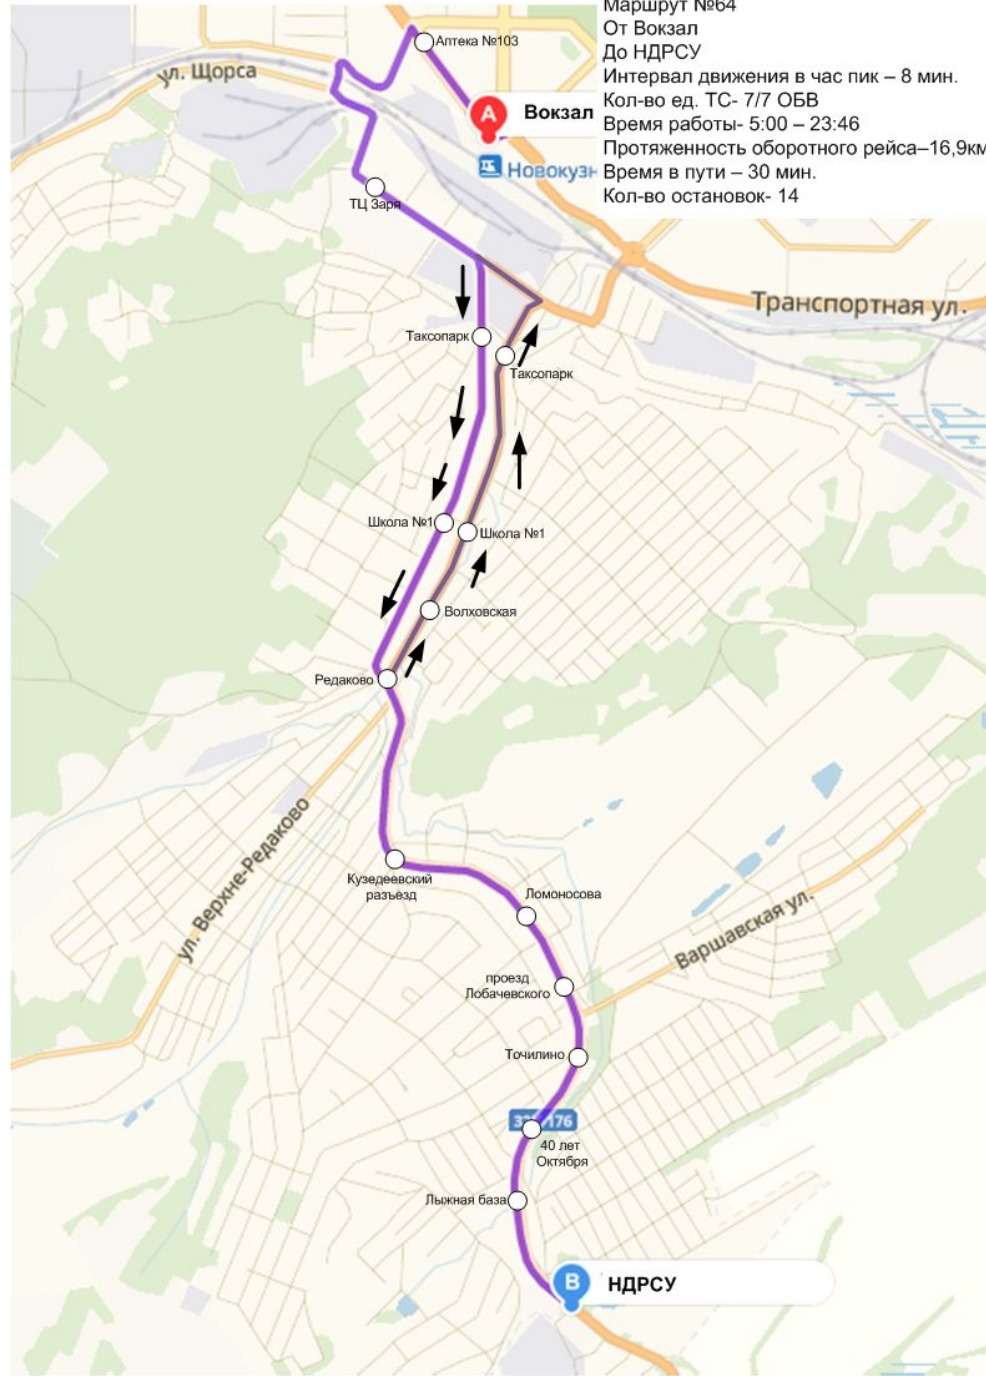 Маршрут №64
От Вокзал
До НДРСУ
Интервал движения в час пик – 8 мин.
Кол-во ед. ТС- 7/7 ОБВ
Время работы- 5:00 – 23:46
Протяженность оборотного рейса–16,9км
Время в пути – 30 мин.
Кол-во остановок- 14
Аптека №103
ул. Щорса
A
Вокзал
Новокузн
ТЦ Заря
Транспортная ул.
Таксопарк
Таксопарк
Школа №1
Школа №1
Волховская
Редаково
ул. Верхне-Редаково
Кузедеевский
разъезд
Ломоносова
Варшавская ул.
проезд
Лобачевского
Точилино
176
40 лет
Октября
Лыжная база
B
НДРСУ